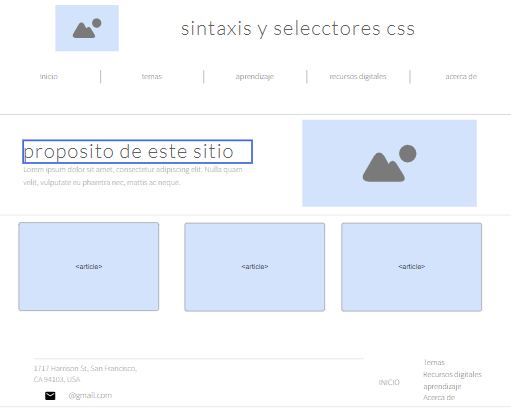 sintaxis y selecctores css
inicio
temas
aprendizaje
recursos digitales
acerca de
proposito de este sitio
Lorem ipsum dolor sit amet, consectetur adipiscing elit. Nulla quam
velit, vulputate eu pharetra nec, mattis ac neque.
<article>
<article>
<article>
1717 Harrison St, San Francisco,
CA 94103, USA
@gmail.com
INICIO
Temas
Recursos digitales
aprendizaje
Acerca de